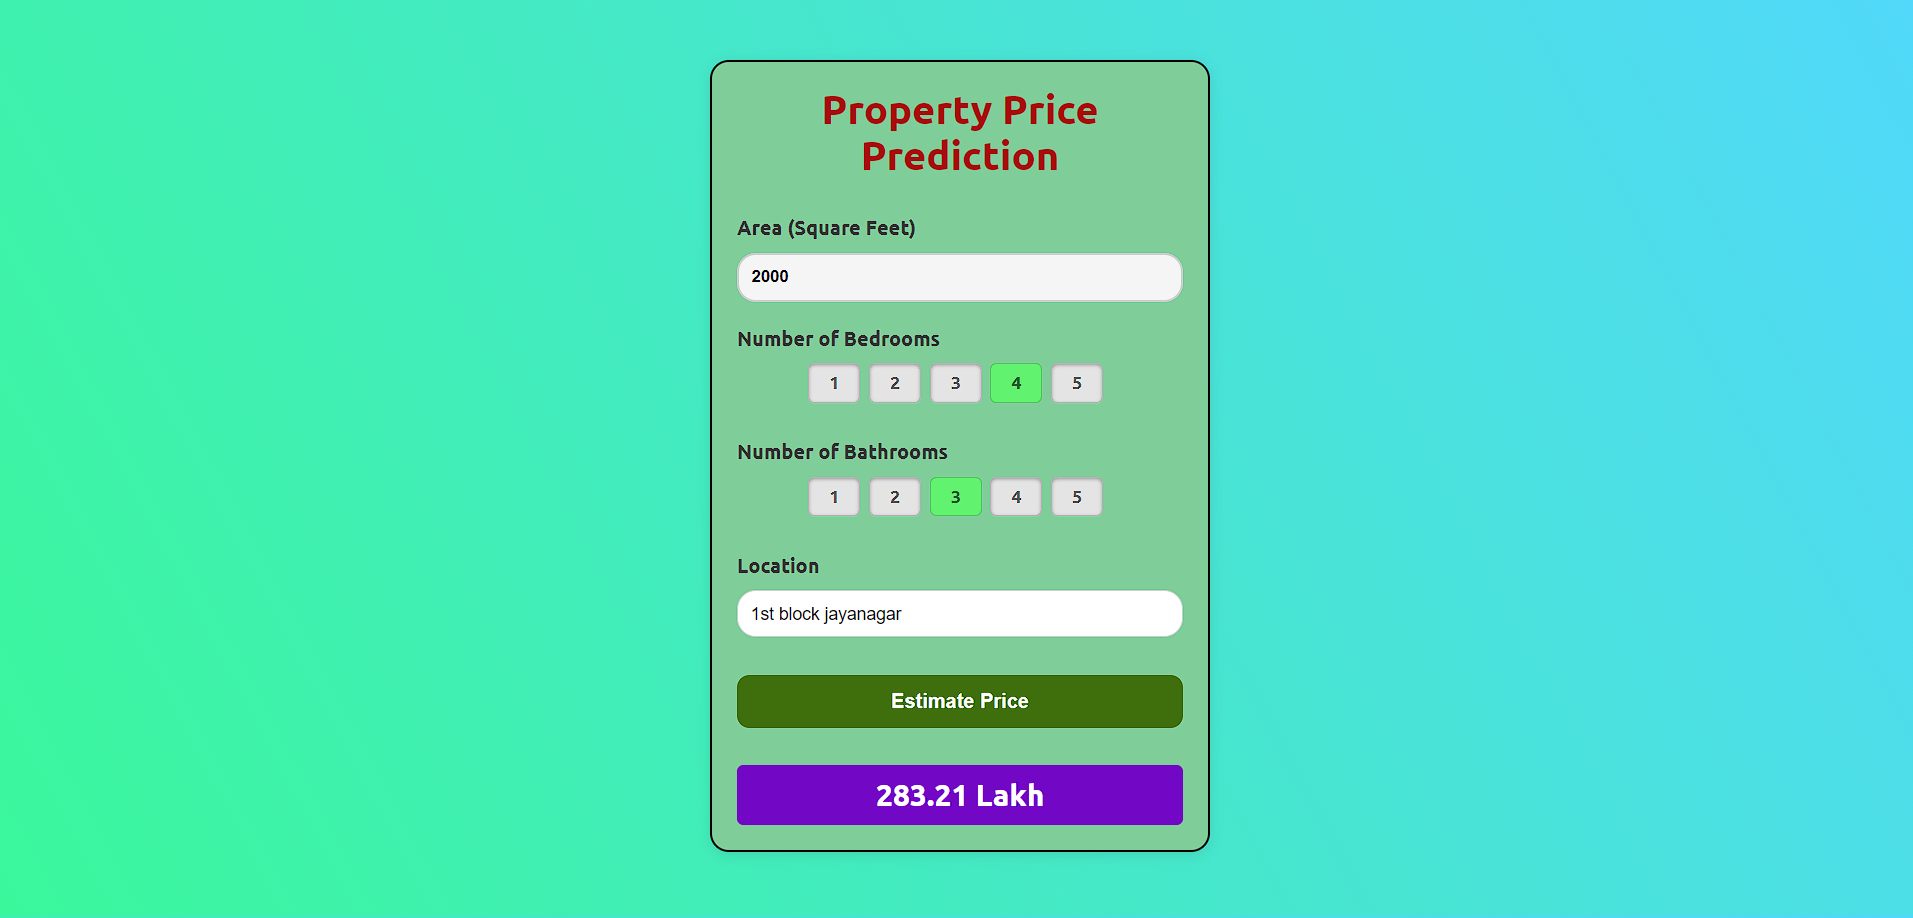 Property Price
Prediction
Area (Square Feet)
2000
Number of Bedrooms
1 2 3 4 5
Number of Bathrooms
1 2 3 4 5
Location
1st block jayanagar
Estimate Price
283.21 Lakh